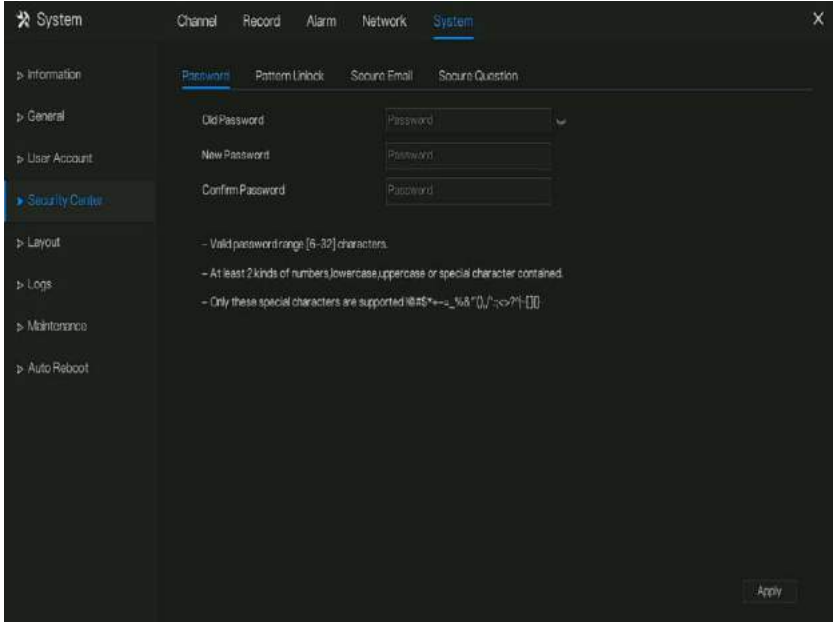 System
Channel Record Alarm Network System X
Information
General
User Account
Security Center
Layout
Logs
Maintenance
Auto Reboot
Password Pattern Unlock Secure Email Secure Question
Old Password Password
New Password Password
Confirm Password Password
- Valid password range [6-32] characters.
- At least 2 kinds of numbers,lowercase,uppercase or special character contained.
- Only these special characters are supported
Apply